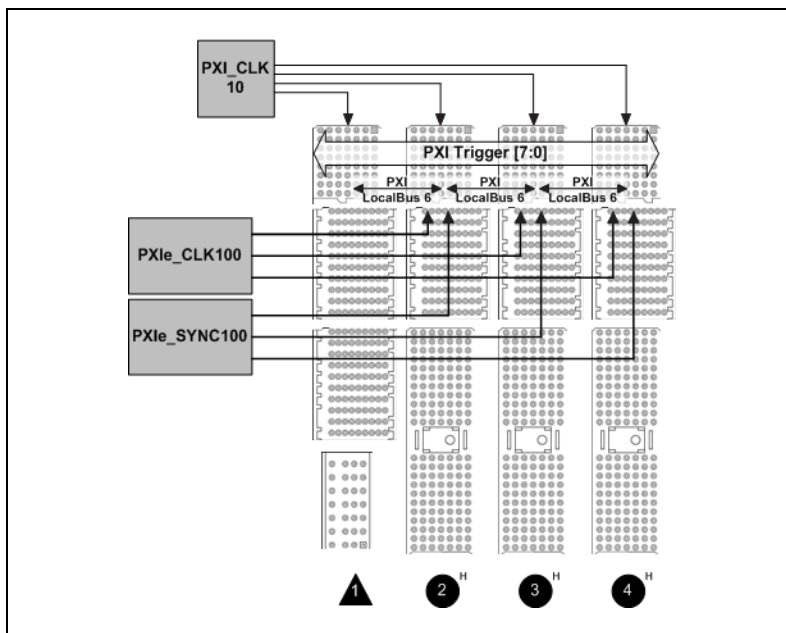 PXI_CLK
10
PXI Trigger [7:0]
PXI
LocalBus 6
PXI
LocalBus 6
PXI
LocalBus 6
PXIe_CLK100
PXIe_SYNC100
1
2 H
3 H
4 H